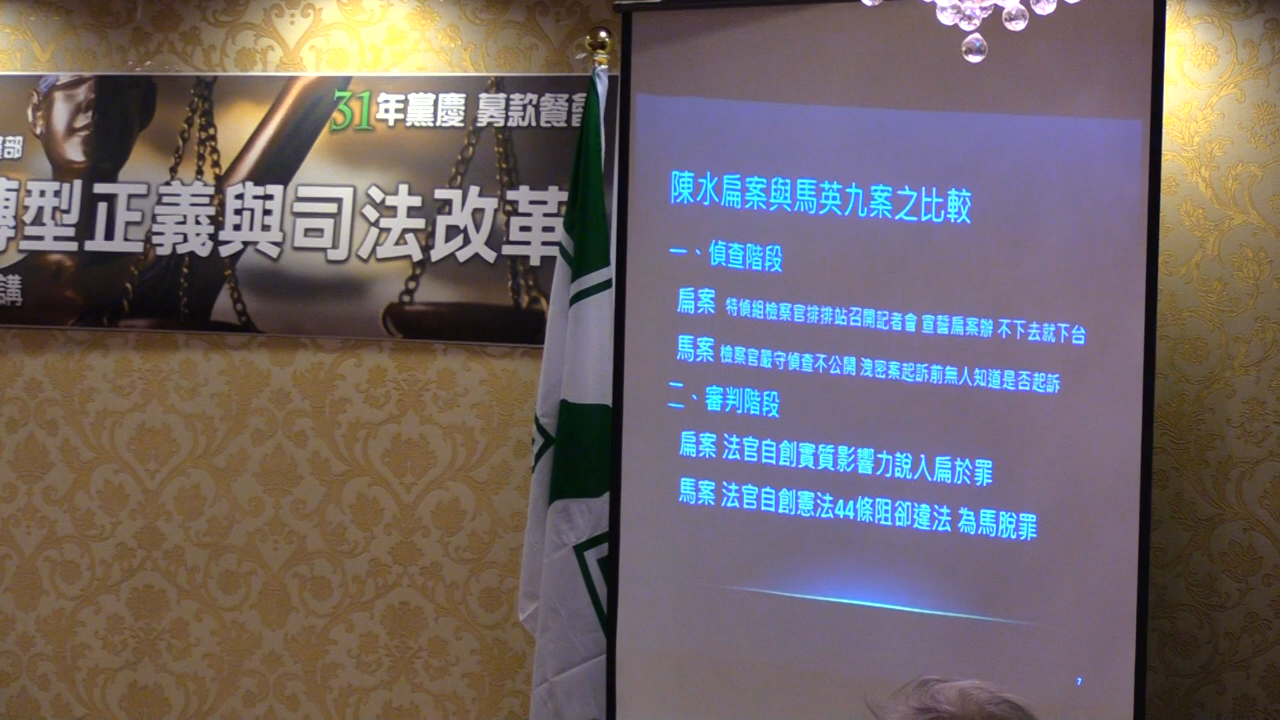 31年黨慶 募款餐會
部
轉型正義與司法改革
講
陳水扁案與馬英九案之比較
一、偵查階段
扁案 特偵組檢察官排排站召開記者會 宣誓扁案辦 不下去就下台
馬案 檢察官嚴守偵查不公開 洩密案起訴前無人知道是否起訴
二、審判階段
扁案 法官自創實質影響力說入扁於罪
馬案 法官自創憲法44條阻卻違法 為馬脫罪
7